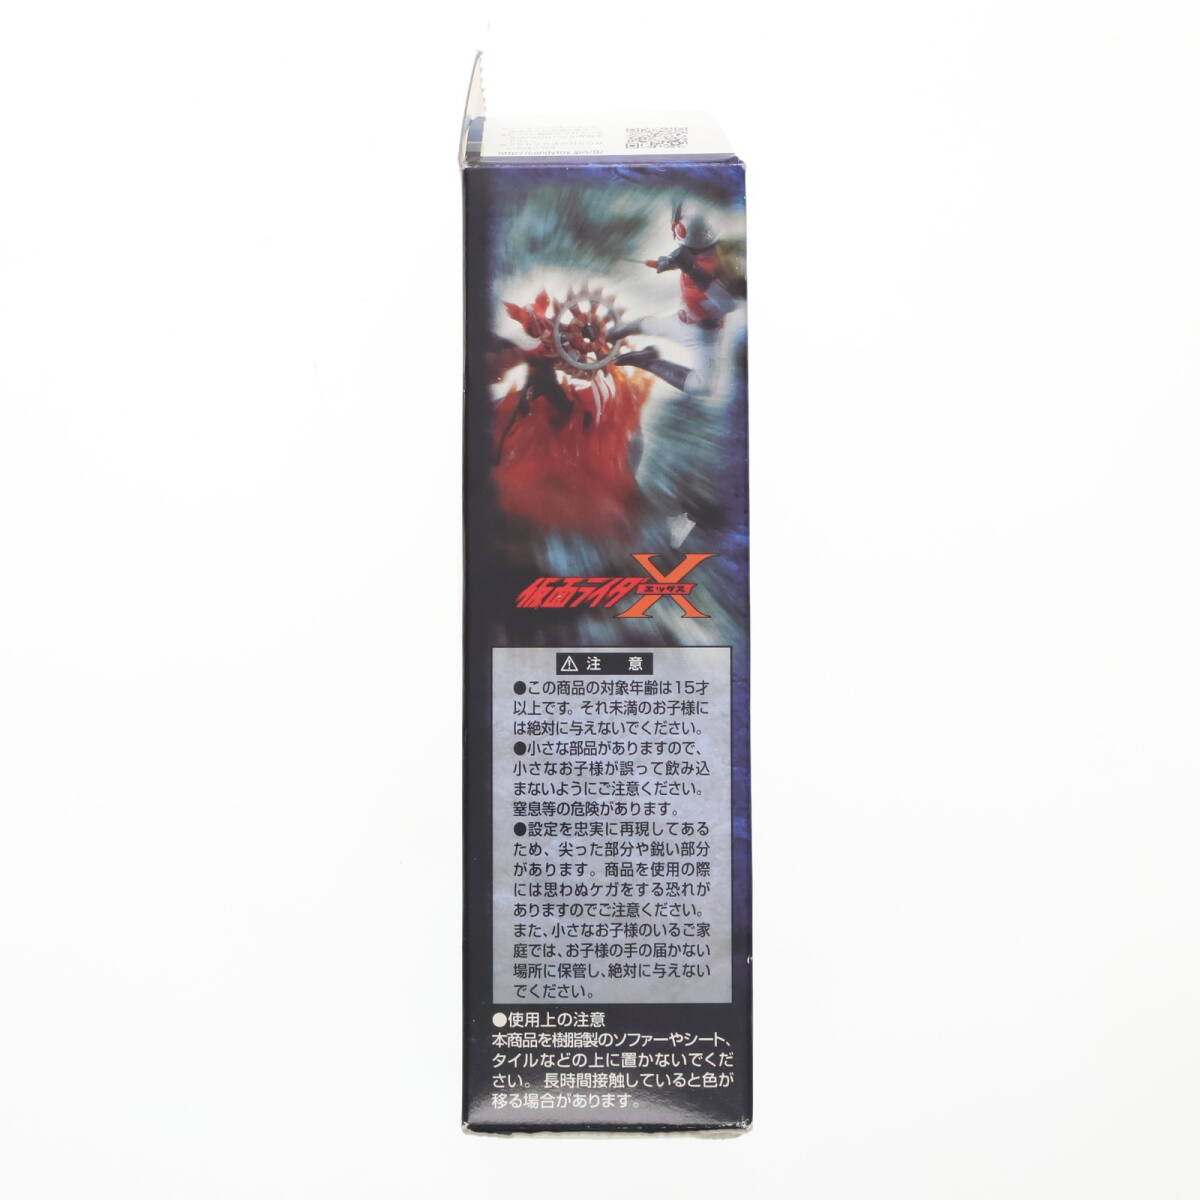 仮面ライダーX
エックス
⚠ 注 意
●この商品の対象年齢は15才
以上です。それ未満のお子様に
は絶対に与えないでください。
●小さな部品がありますので、
小さなお子様が誤って飲み込
まないようにご注意ください。
窒息等の危険があります。
●設定を忠実に再現してある
ため、尖った部分や鋭い部分
があります。商品を使用の際
には思わぬケガをする恐れが
ありますのでご注意ください。
また、小さなお子様のいるご家
庭では、お子様の手の届かない
場所に保管し、絶対に与えない
でください。
●使用上の注意
本商品を樹脂製のソファーやシート、
タイルなどの上に置かないでくだ
さい。長時間接触していると色が
移る場合があります。